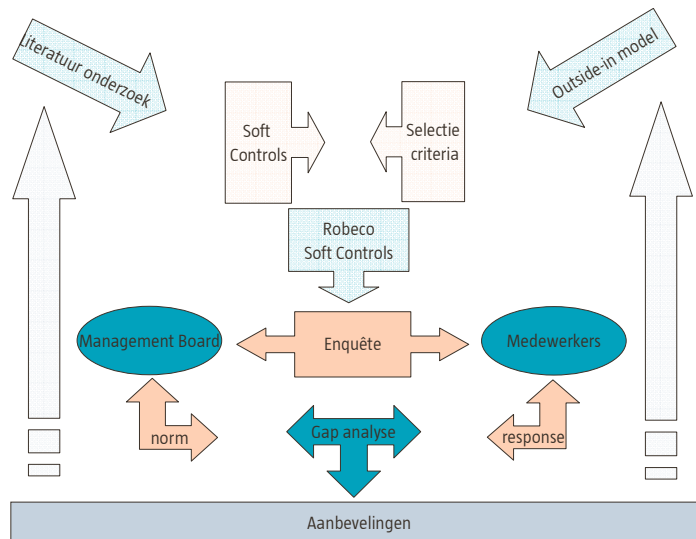 Literatuur onderzoek
Outside-in model
Soft
Controls
Selectie
criteria
Robeco
Soft Controls
Management Board
Enquête
Medewerkers
norm
Gap analyse
response
Aanbevelingen